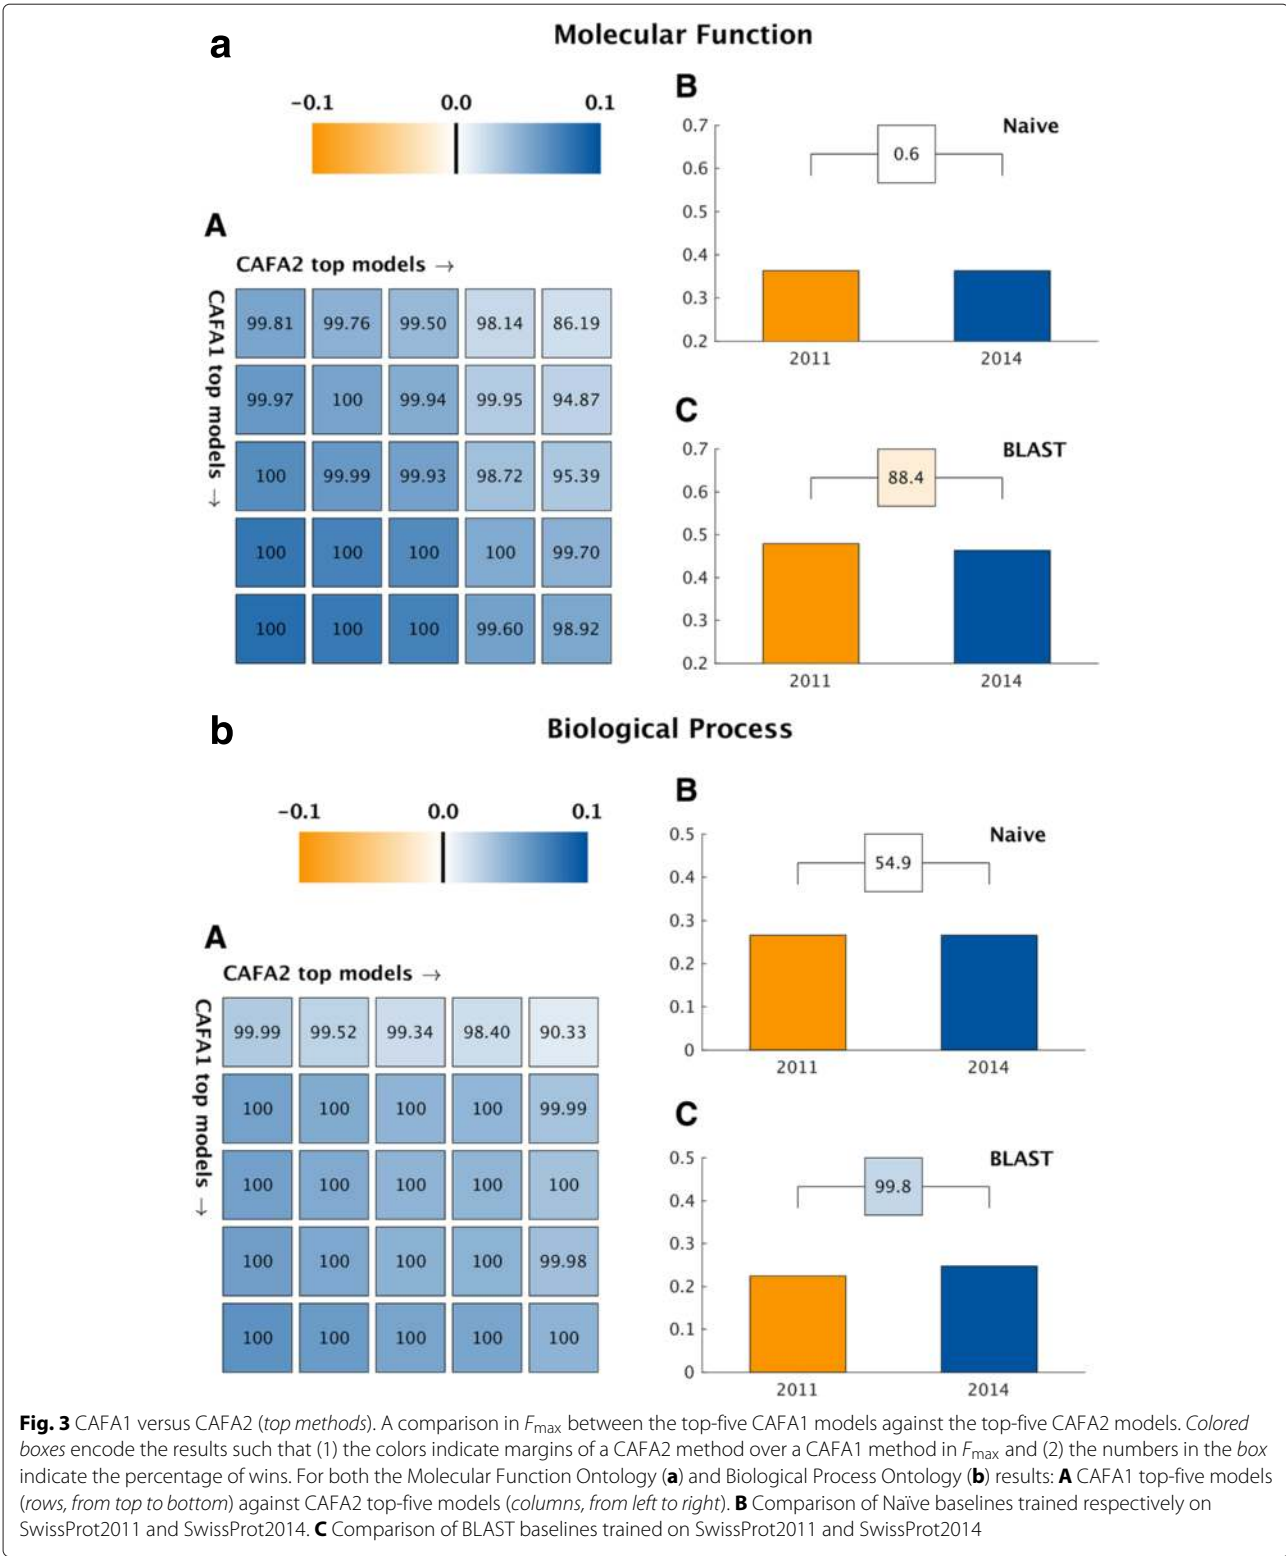 a
Molecular Function
-0.1 0.0 0.1
A
CAFA2 top models →
CAFA1 top models →
99.81 99.76 99.50 98.14 86.19
99.97 100 99.94 99.95 94.87
100 99.99 99.93 98.72 95.39
100 100 100 100 99.70
100 100 100 99.60 98.92
B
Naive
0.6
0.7
0.6
0.5
0.4
0.3
0.2
2011 2014
C
BLAST
88.4
0.7
0.6
0.5
0.4
0.3
0.2
2011 2014
b
Biological Process
-0.1 0.0 0.1
A
CAFA2 top models →
CAFA1 top models →
99.99 99.52 99.34 98.40 90.33
100 100 100 100 99.99
100 100 100 100 100
100 100 100 100 99.98
100 100 100 100 100
B
Naive
54.9
0.5
0.4
0.3
0.2
0.1
0
2011 2014
C
BLAST
99.8
0.5
0.4
0.3
0.2
0.1
0
2011 2014
Fig. 3 CAFA1 versus CAFA2 (top methods). A comparison in Fmax between the top-five CAFA1 models against the top-five CAFA2 models. Colored
boxes encode the results such that (1) the colors indicate margins of a CAFA2 method over a CAFA1 method in Fmax and (2) the numbers in the box
indicate the percentage of wins. For both the Molecular Function Ontology (a) and Biological Process Ontology (b) results: A CAFA1 top-five models
(rows, from top to bottom) against CAFA2 top-five models (columns, from left to right). B Comparison of Naïve baselines trained respectively on
SwissProt2011 and SwissProt2014. C Comparison of BLAST baselines trained on SwissProt2011 and SwissProt2014